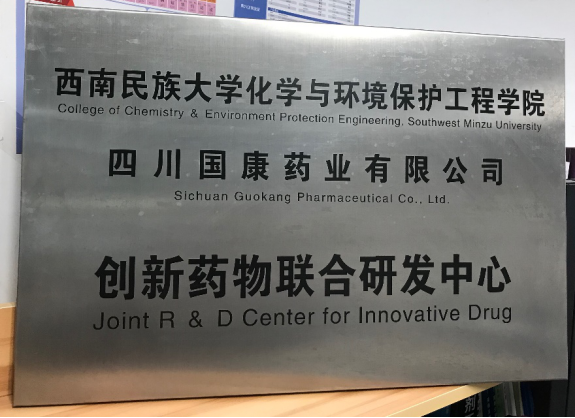 西南民族大学化学与环境保护工程学院
College of Chemistry & Environment Protection Engineering, Southwest Minzu University
四川国康药业有限公司
Sichuan Guokang Pharmaceutical Co., Ltd.
创新药物联合研发中心
Joint R & D Center for Innovative Drug